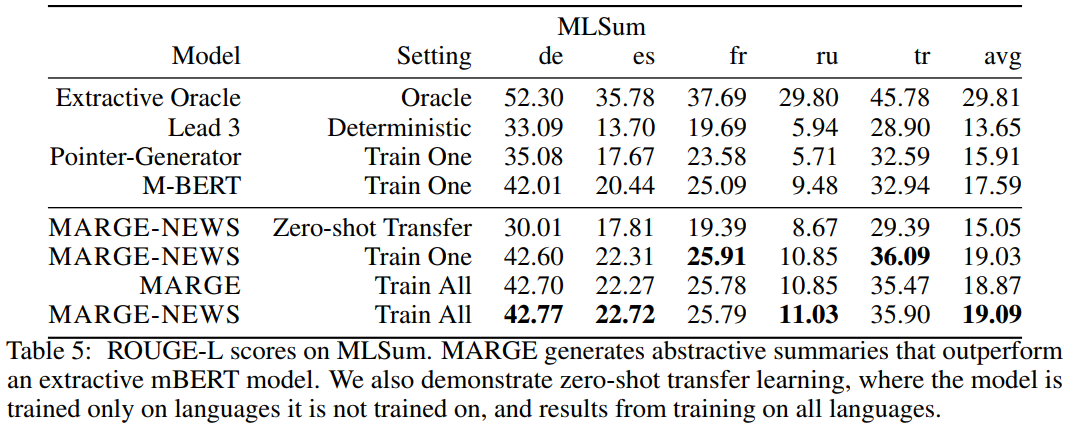 MLSum
Model Setting de es fr ru tr avg
Extractive Oracle Oracle 52.30 35.78 37.69 29.80 45.78 29.81
Lead 3 Deterministic 33.09 13.70 19.69 5.94 28.90 13.65
Pointer-Generator Train One 35.08 17.67 23.58 5.71 32.59 15.91
M-BERT Train One 42.01 20.44 25.09 9.48 32.94 17.59
MARGE-NEWS Zero-shot Transfer 30.01 17.81 19.39 8.67 29.39 15.05
MARGE-NEWS Train One 42.60 22.31 25.91 10.85 36.09 19.03
MARGE Train All 42.70 22.27 25.78 10.85 35.47 18.87
MARGE-NEWS Train All 42.77 22.72 25.79 11.03 35.90 19.09
Table 5: ROUGE-L scores on MLSum. MARGE generates abstractive summaries that outperform
an extractive mBERT model. We also demonstrate zero-shot transfer learning, where the model is
trained only on languages it is not trained on, and results from training on all languages.